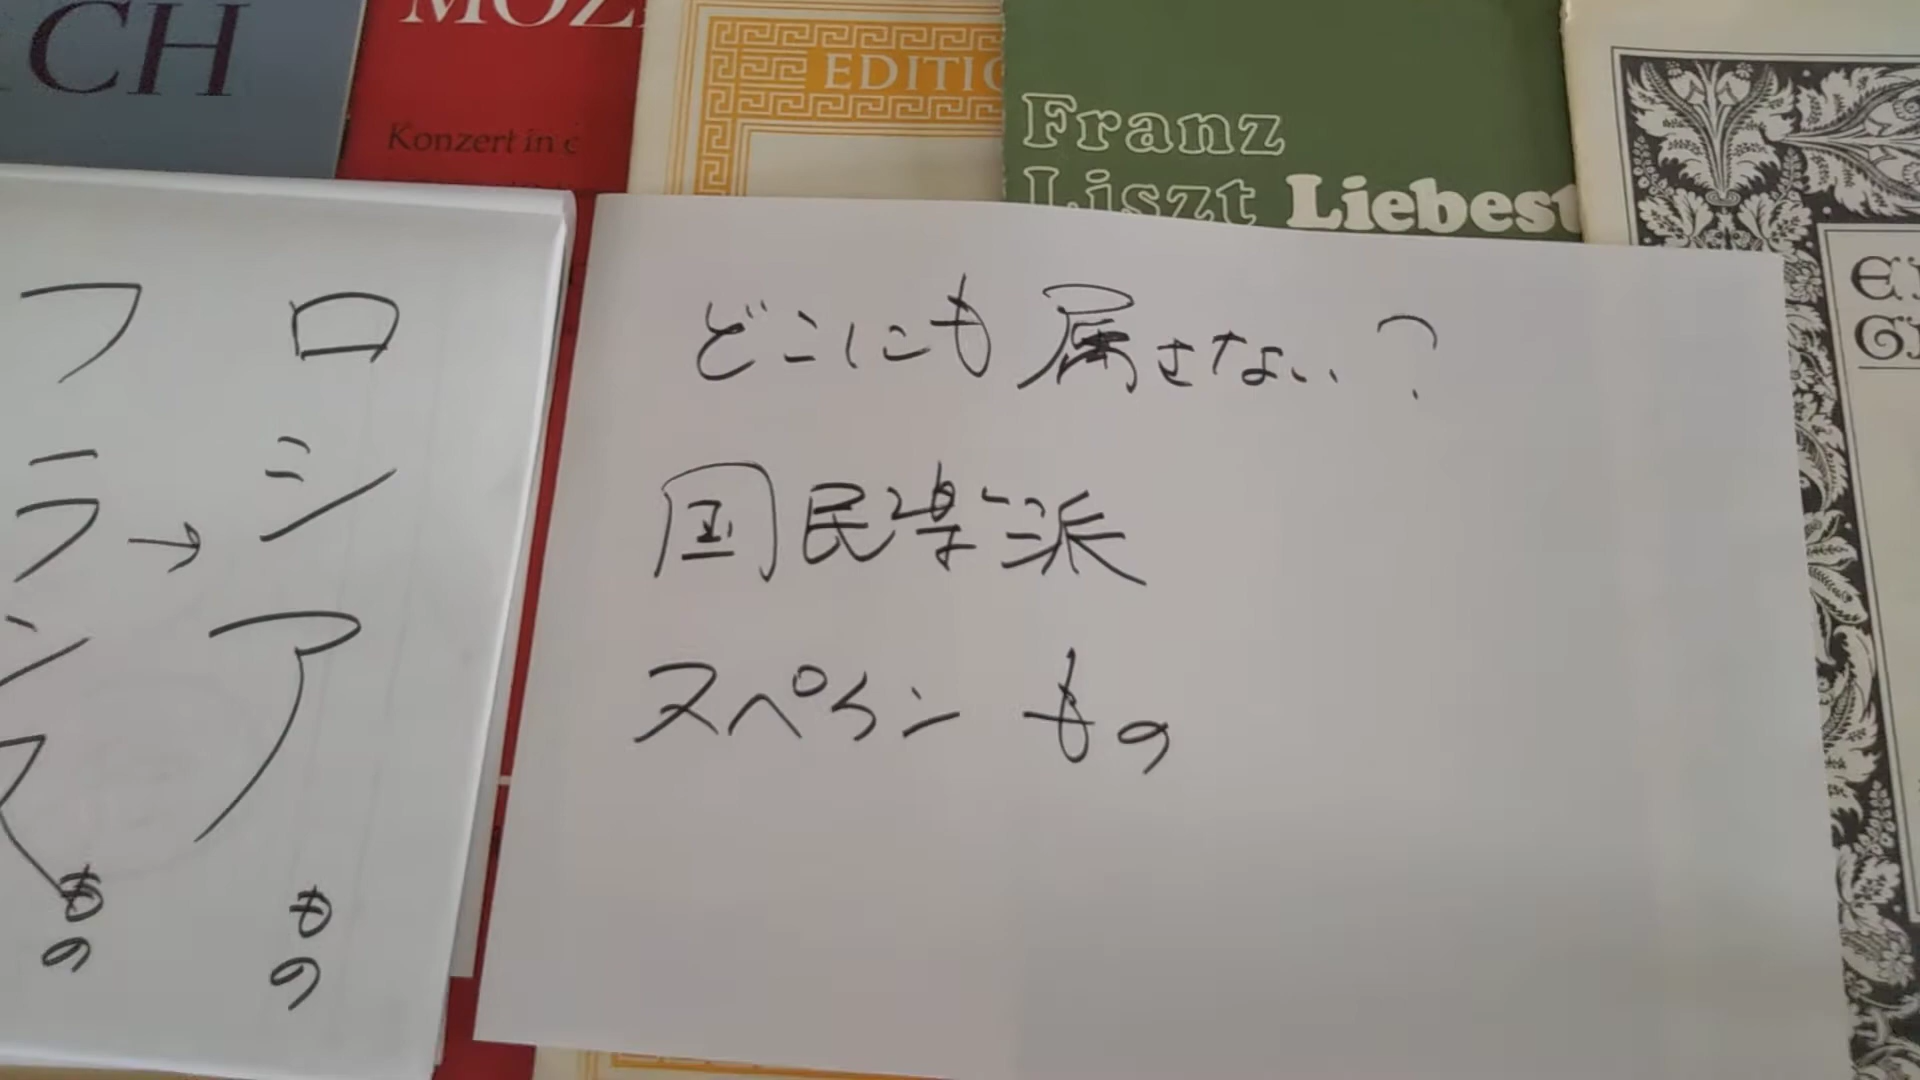 CH
MOZ
Konzert in c
EDITIO
Franz
Liszt Liebest
フランスもの
→
ロシアもの
どこにも属さない?
国民楽派
スペインもの